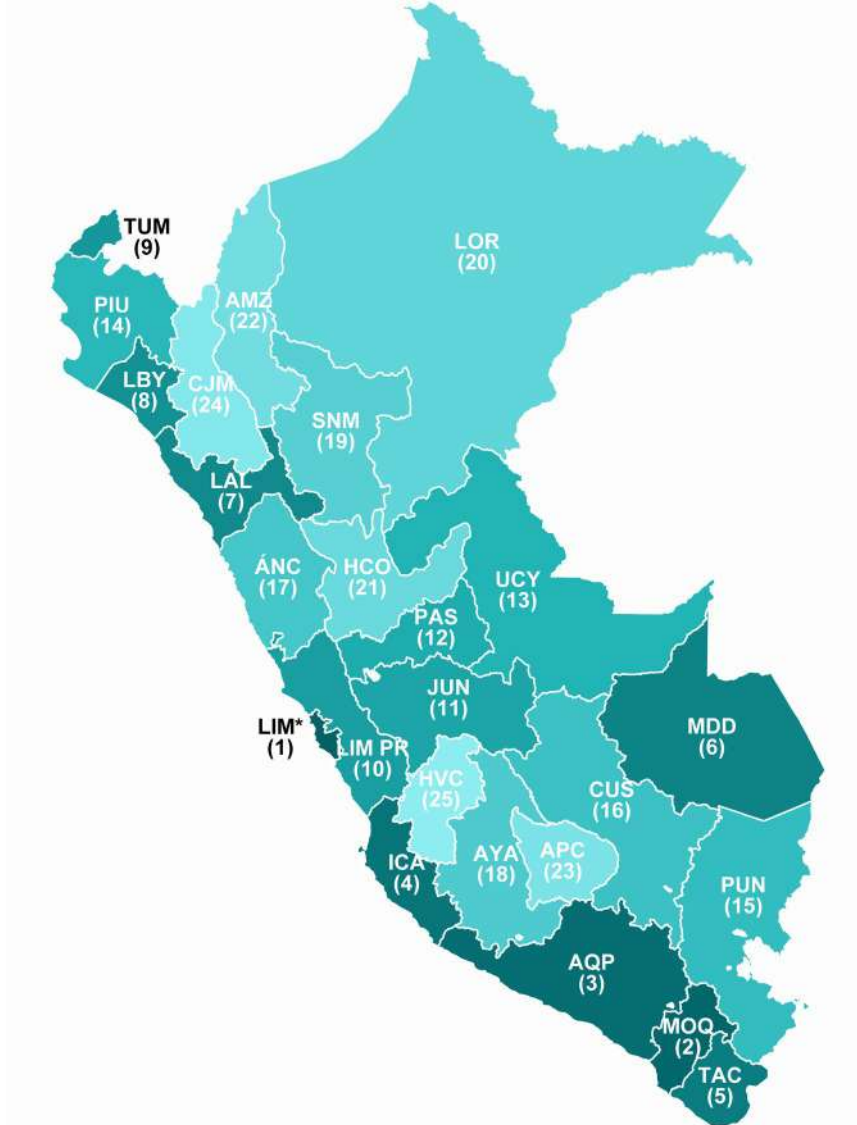 TUM
(9)
LOR
(20)
PIU
(14)
AMZ
(22)
LBY
(8)
CJM
(24)
SNM
(19)
LAL
(7)
ÁNC
(17)
HCO
(21)
UCY
(13)
PAS
(12)
JUN
(11)
LIM*
(1)
LIM PR
(10)
MDD
(6)
HVC
(25)
CUS
(16)
ICA
(4)
AYA
(18)
APC
(23)
PUN
(15)
AQP
(3)
MOQ
(2)
TAC
(5)